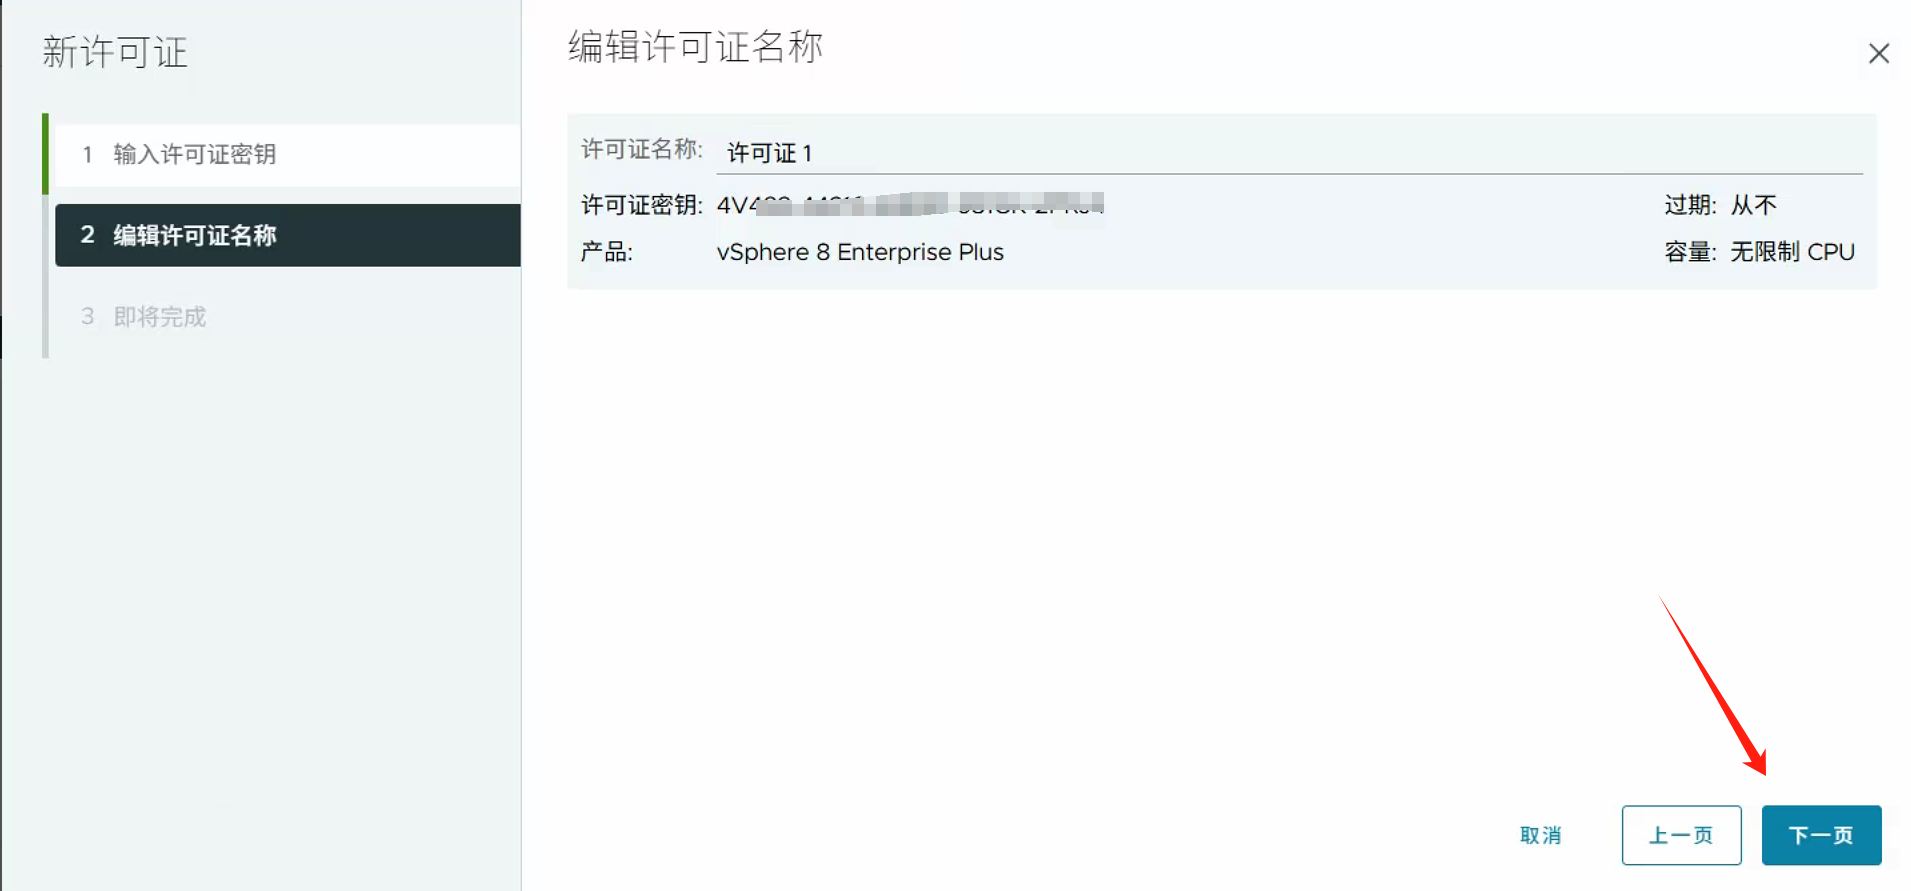 新许可证
1 输入许可证密钥
2 编辑许可证名称
3 即将完成
编辑许可证名称
许可证名称: 许可证 1
许可证密钥: 过期: 从不
产品: vSphere 8 Enterprise Plus 容量: 无限制 CPU
取消 上一页 下一页